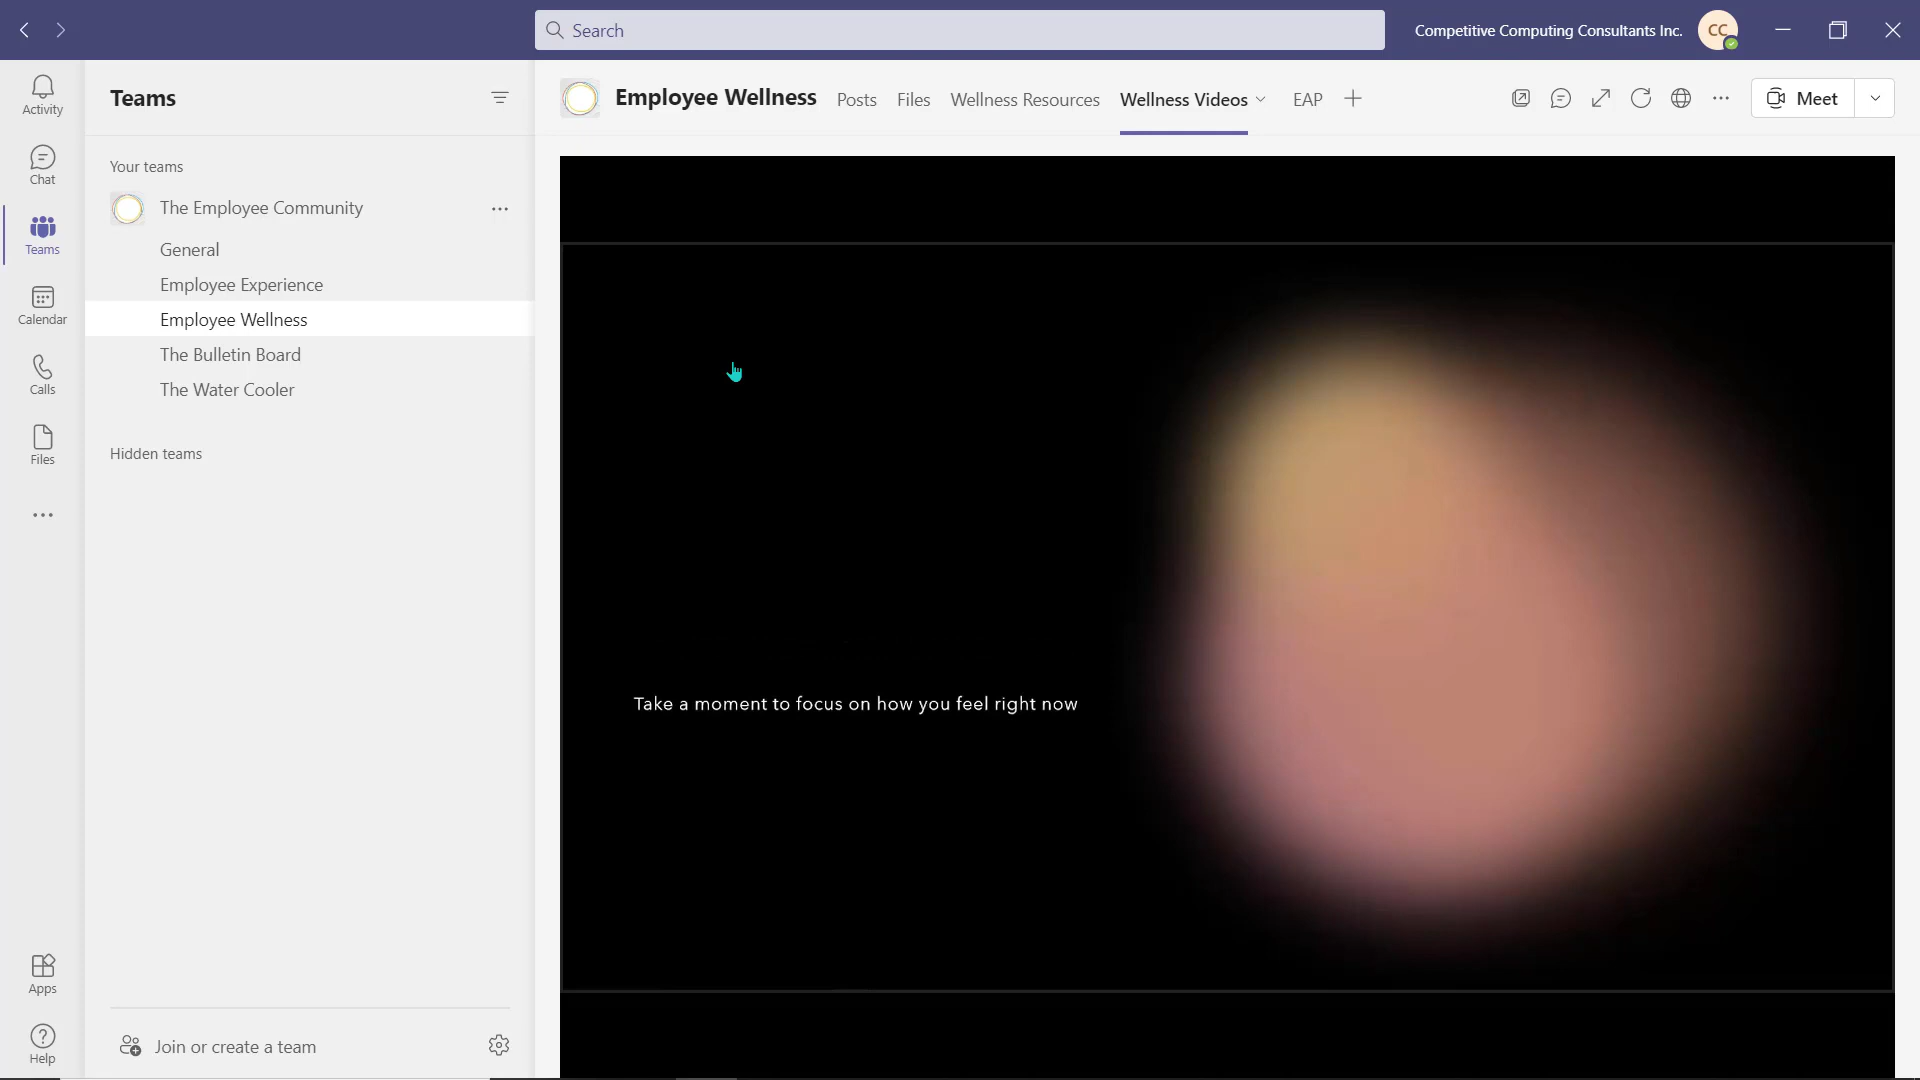 Search
Competitive Computing Consultants Inc.
CC
Activity
Chat
Teams
Calendar
Calls
Files
Apps
Help
Teams
Your teams
The Employee Community
General
Employee Experience
Employee Wellness
The Bulletin Board
The Water Cooler
Hidden teams
Join or create a team
Employee Wellness
Posts
Files
Wellness Resources
Wellness Videos
EAP
Meet
Take a moment to focus on how you feel right now